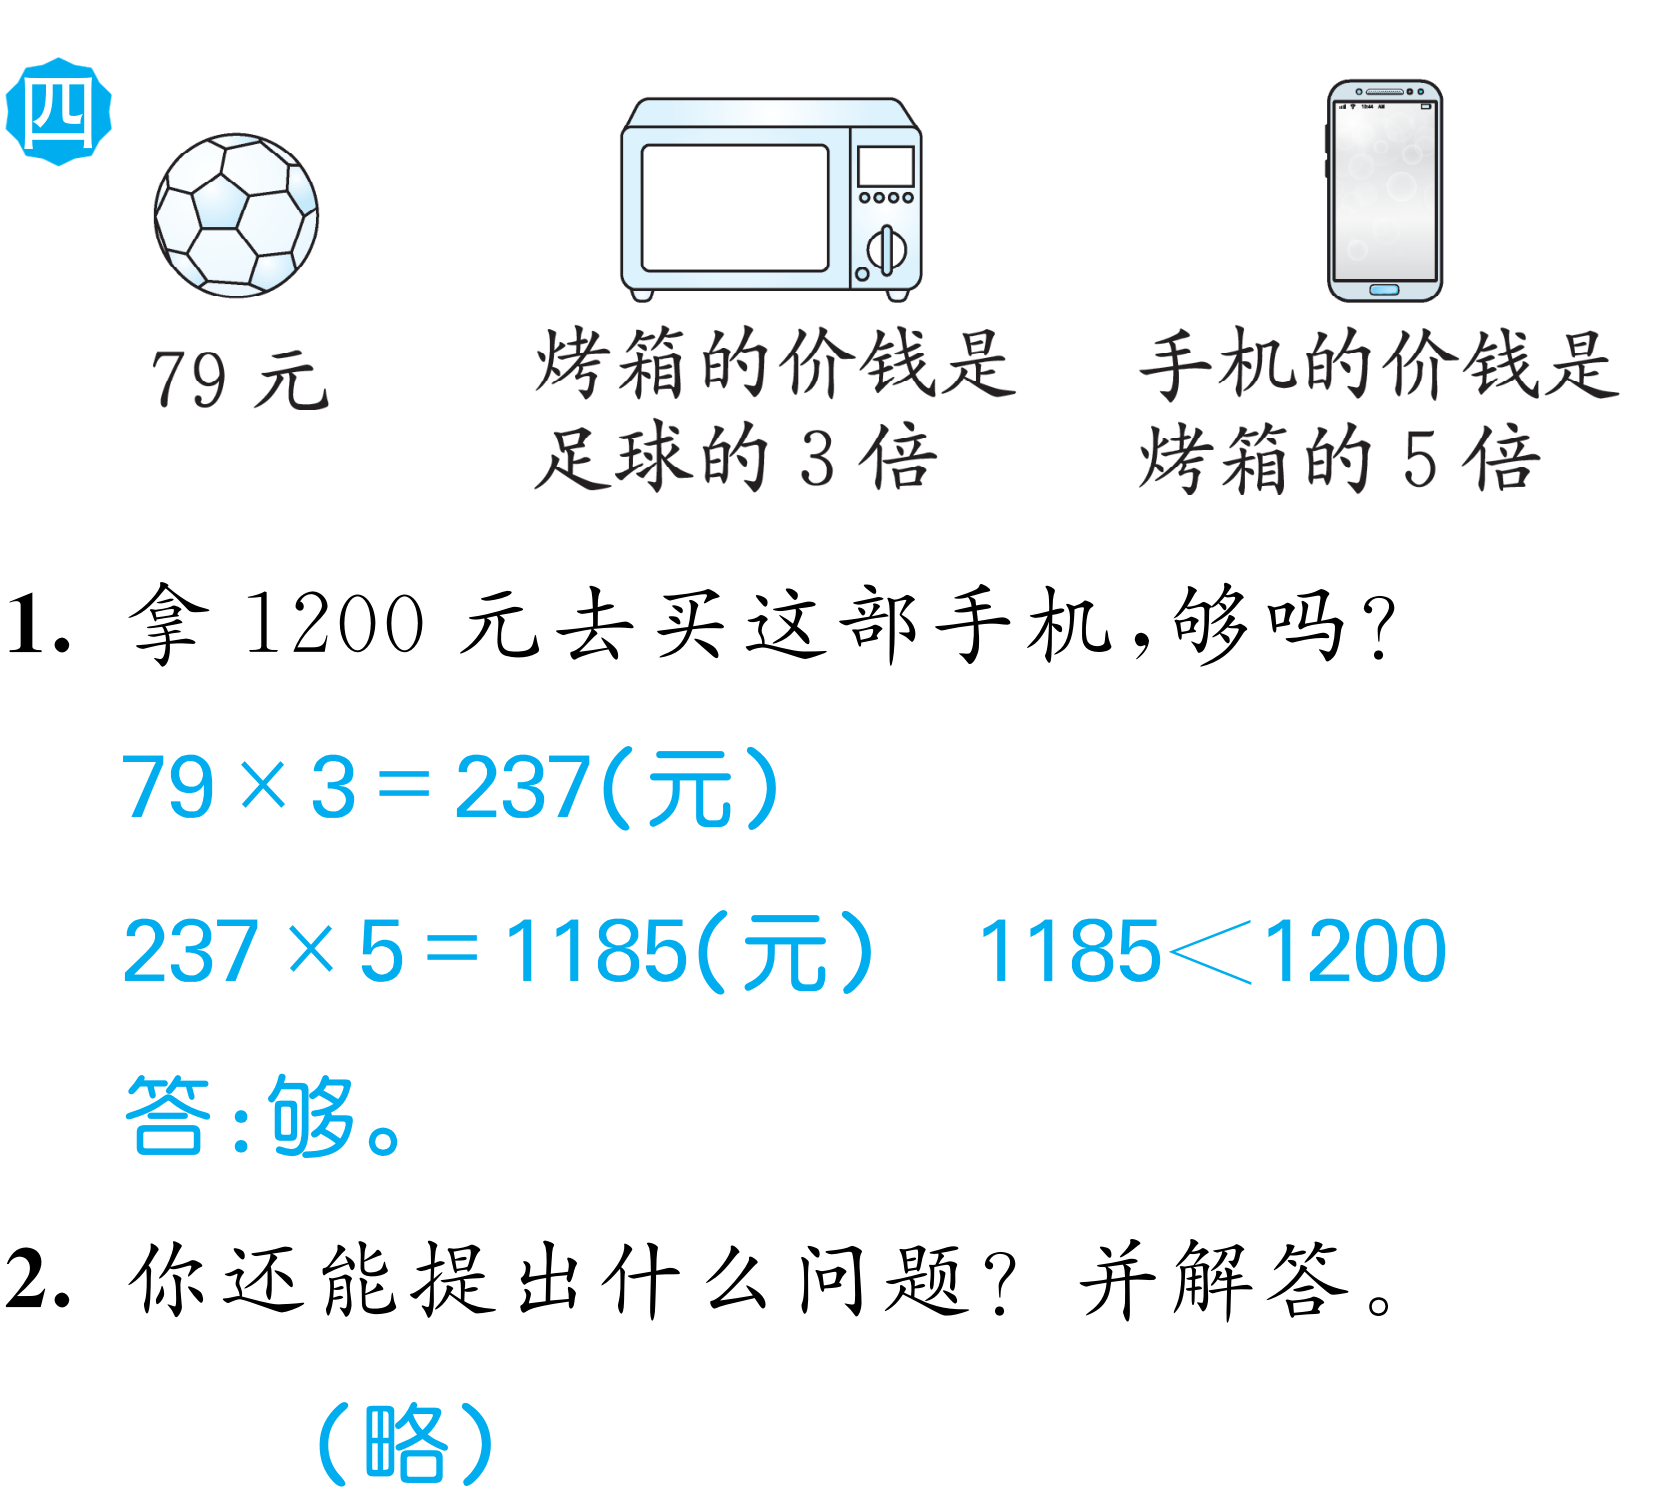 四
79 元
烤箱的价钱是
足球的 3 倍
手机的价钱是
烤箱的 5 倍
1. 拿 1200 元去买这部手机,够吗?
79 × 3 = 237(元)
237 × 5 = 1185(元) 1185<1200
答:够。
2. 你还能提出什么问题? 并解答。
(略)